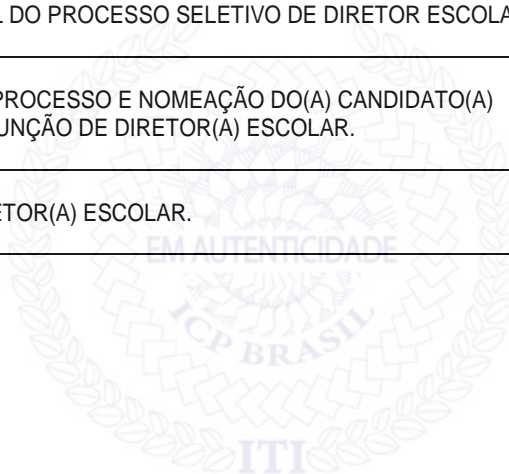 L DO PROCESSO SELETIVO DE DIRETOR ESCOLA
PROCESSO E NOMEAÇÃO DO(A) CANDIDATO(A)
UNÇÃO DE DIRETOR(A) ESCOLAR.
ETOR(A) ESCOLAR.
EM AUTENTICIDADE
ICP BRASIL
ITI